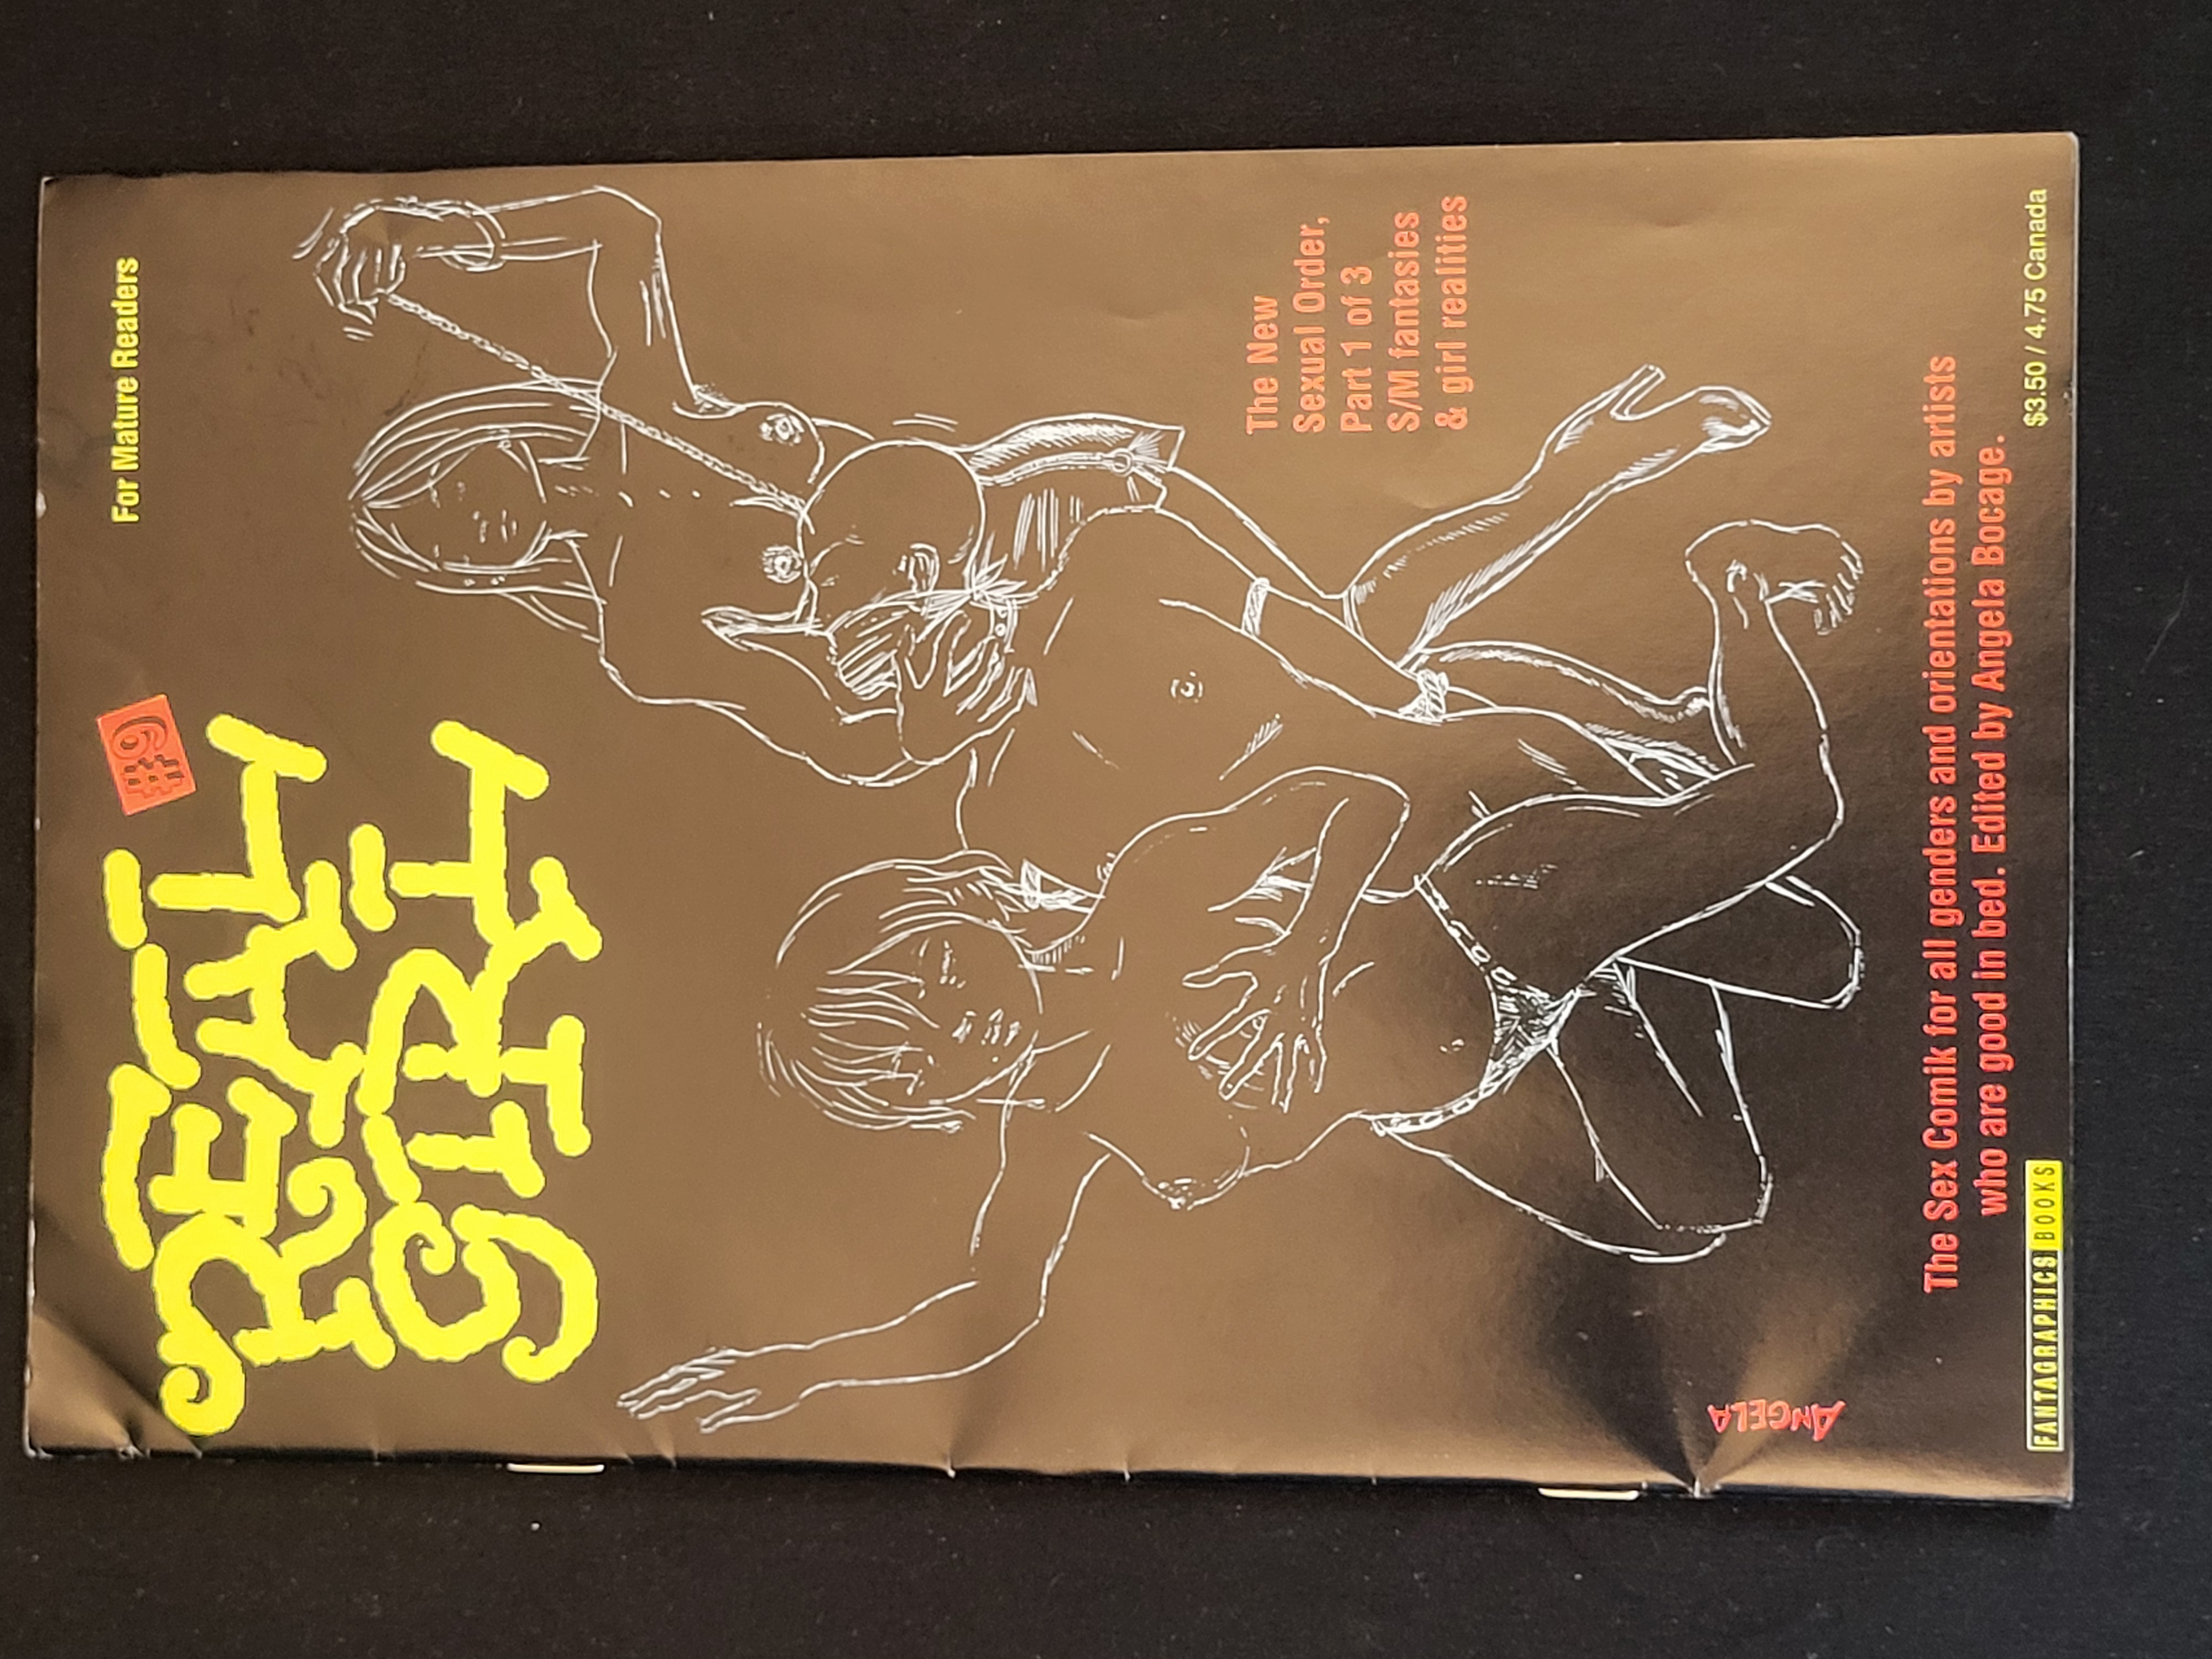 For Mature Readers
#9
REAL
GIRL
The New
Sexual Order,
Part 1 of 3
S/M fantasies
& girl realities
ANGELA
The Sex Comik for all genders and orientations by artists
who are good in bed. Edited by Angela Bocage.
FANTAGRAPHICS BOOKS
$3.50 / 4.75 Canada